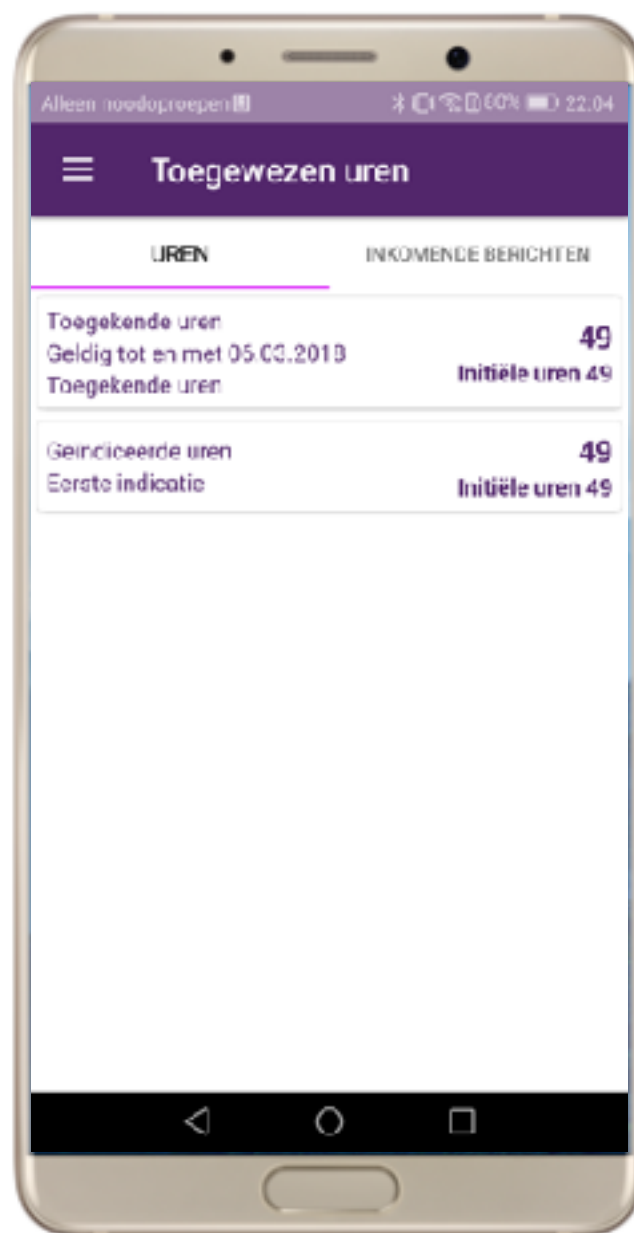 Alleen noodoproepen 60% 22:04
Toegewezen uren
UREN INKOMENDE BERICHTEN
Toegekende uren
49
Geldig tot en met 06.03.2018
Initiële uren 49
Toegekende uren
Geïndiceerde uren
49
Eerste indicatie
Initiële uren 49